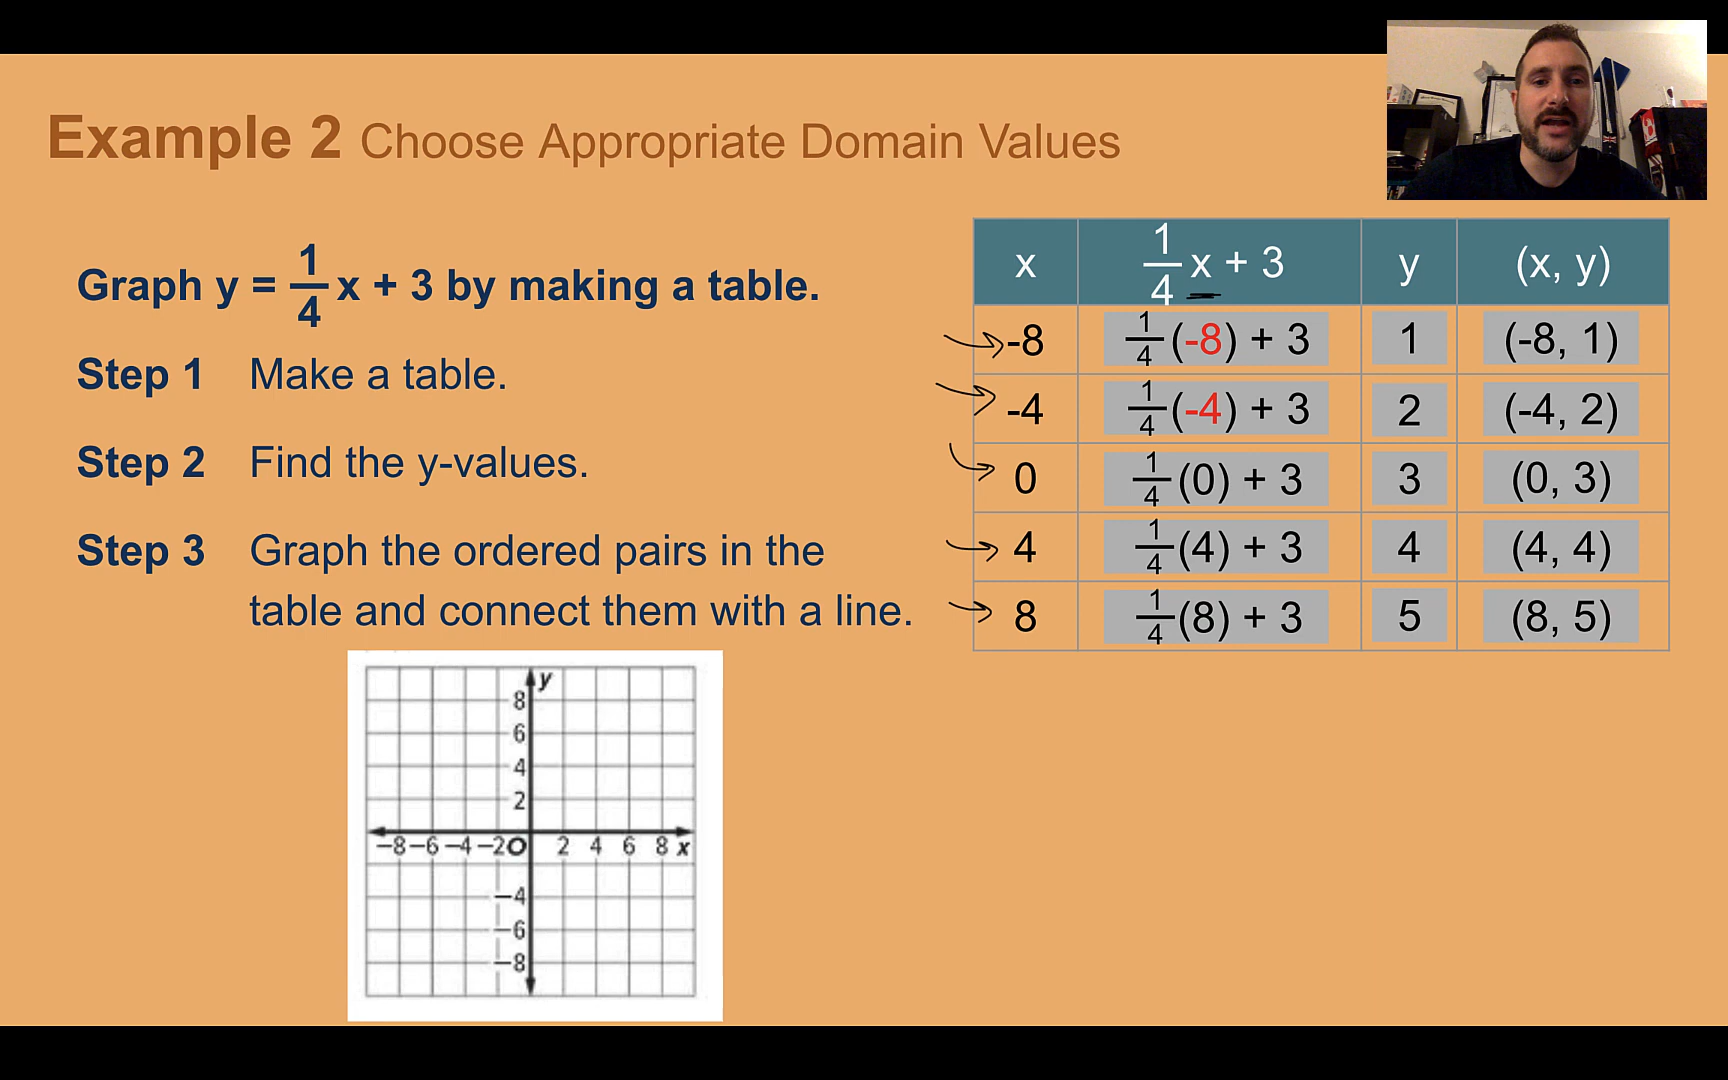 Example 2 Choose Appropriate Domain Values
Graph y = 1/4 x + 3 by making a table.
Step 1 Make a table.
Step 2 Find the y-values.
Step 3 Graph the ordered pairs in the
table and connect them with a line.
x 1/4 x + 3 y (x, y)
-8 1/4 (-8) + 3 1 (-8, 1)
-4 1/4 (-4) + 3 2 (-4, 2)
0 1/4 (0) + 3 3 (0, 3)
4 1/4 (4) + 3 4 (4, 4)
8 1/4 (8) + 3 5 (8, 5)
y
8
6
4
2
−8 −6 −4 −2 O 2 4 6 8 x
−4
−6
−8